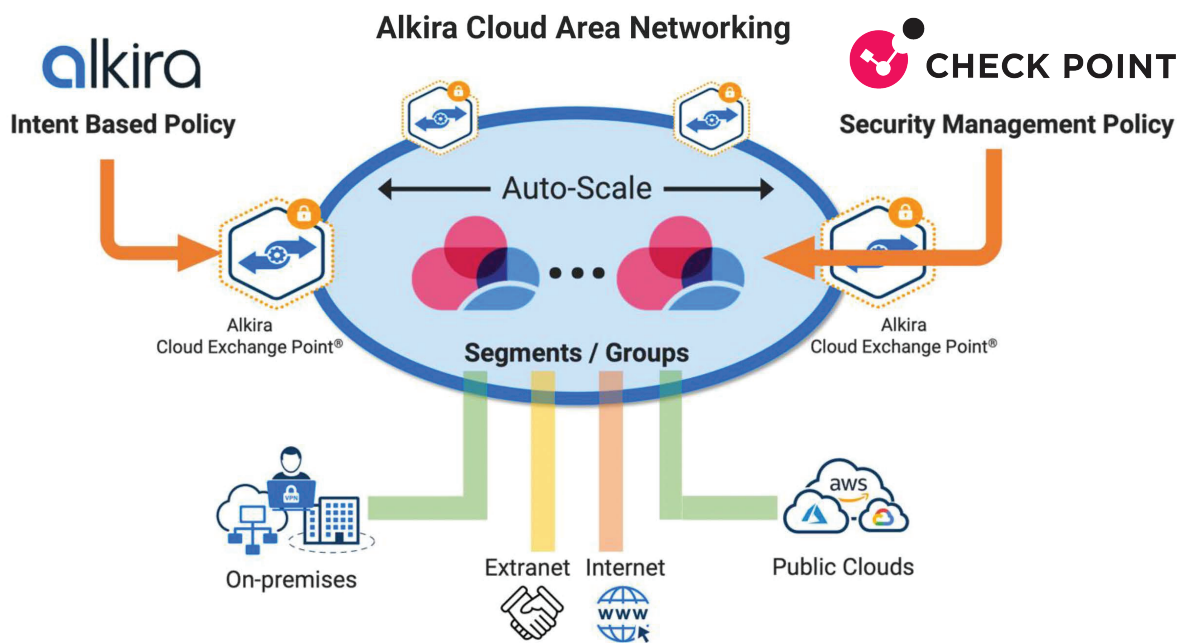 Alkira Cloud Area Networking
alkira
CHECK POINT
Intent Based Policy
Security Management Policy
Auto-Scale
Alkira
Cloud Exchange Point®
Alkira
Cloud Exchange Point®
Segments / Groups
VPN
aws
On-premises
Extranet
Internet
Public Clouds
WWW